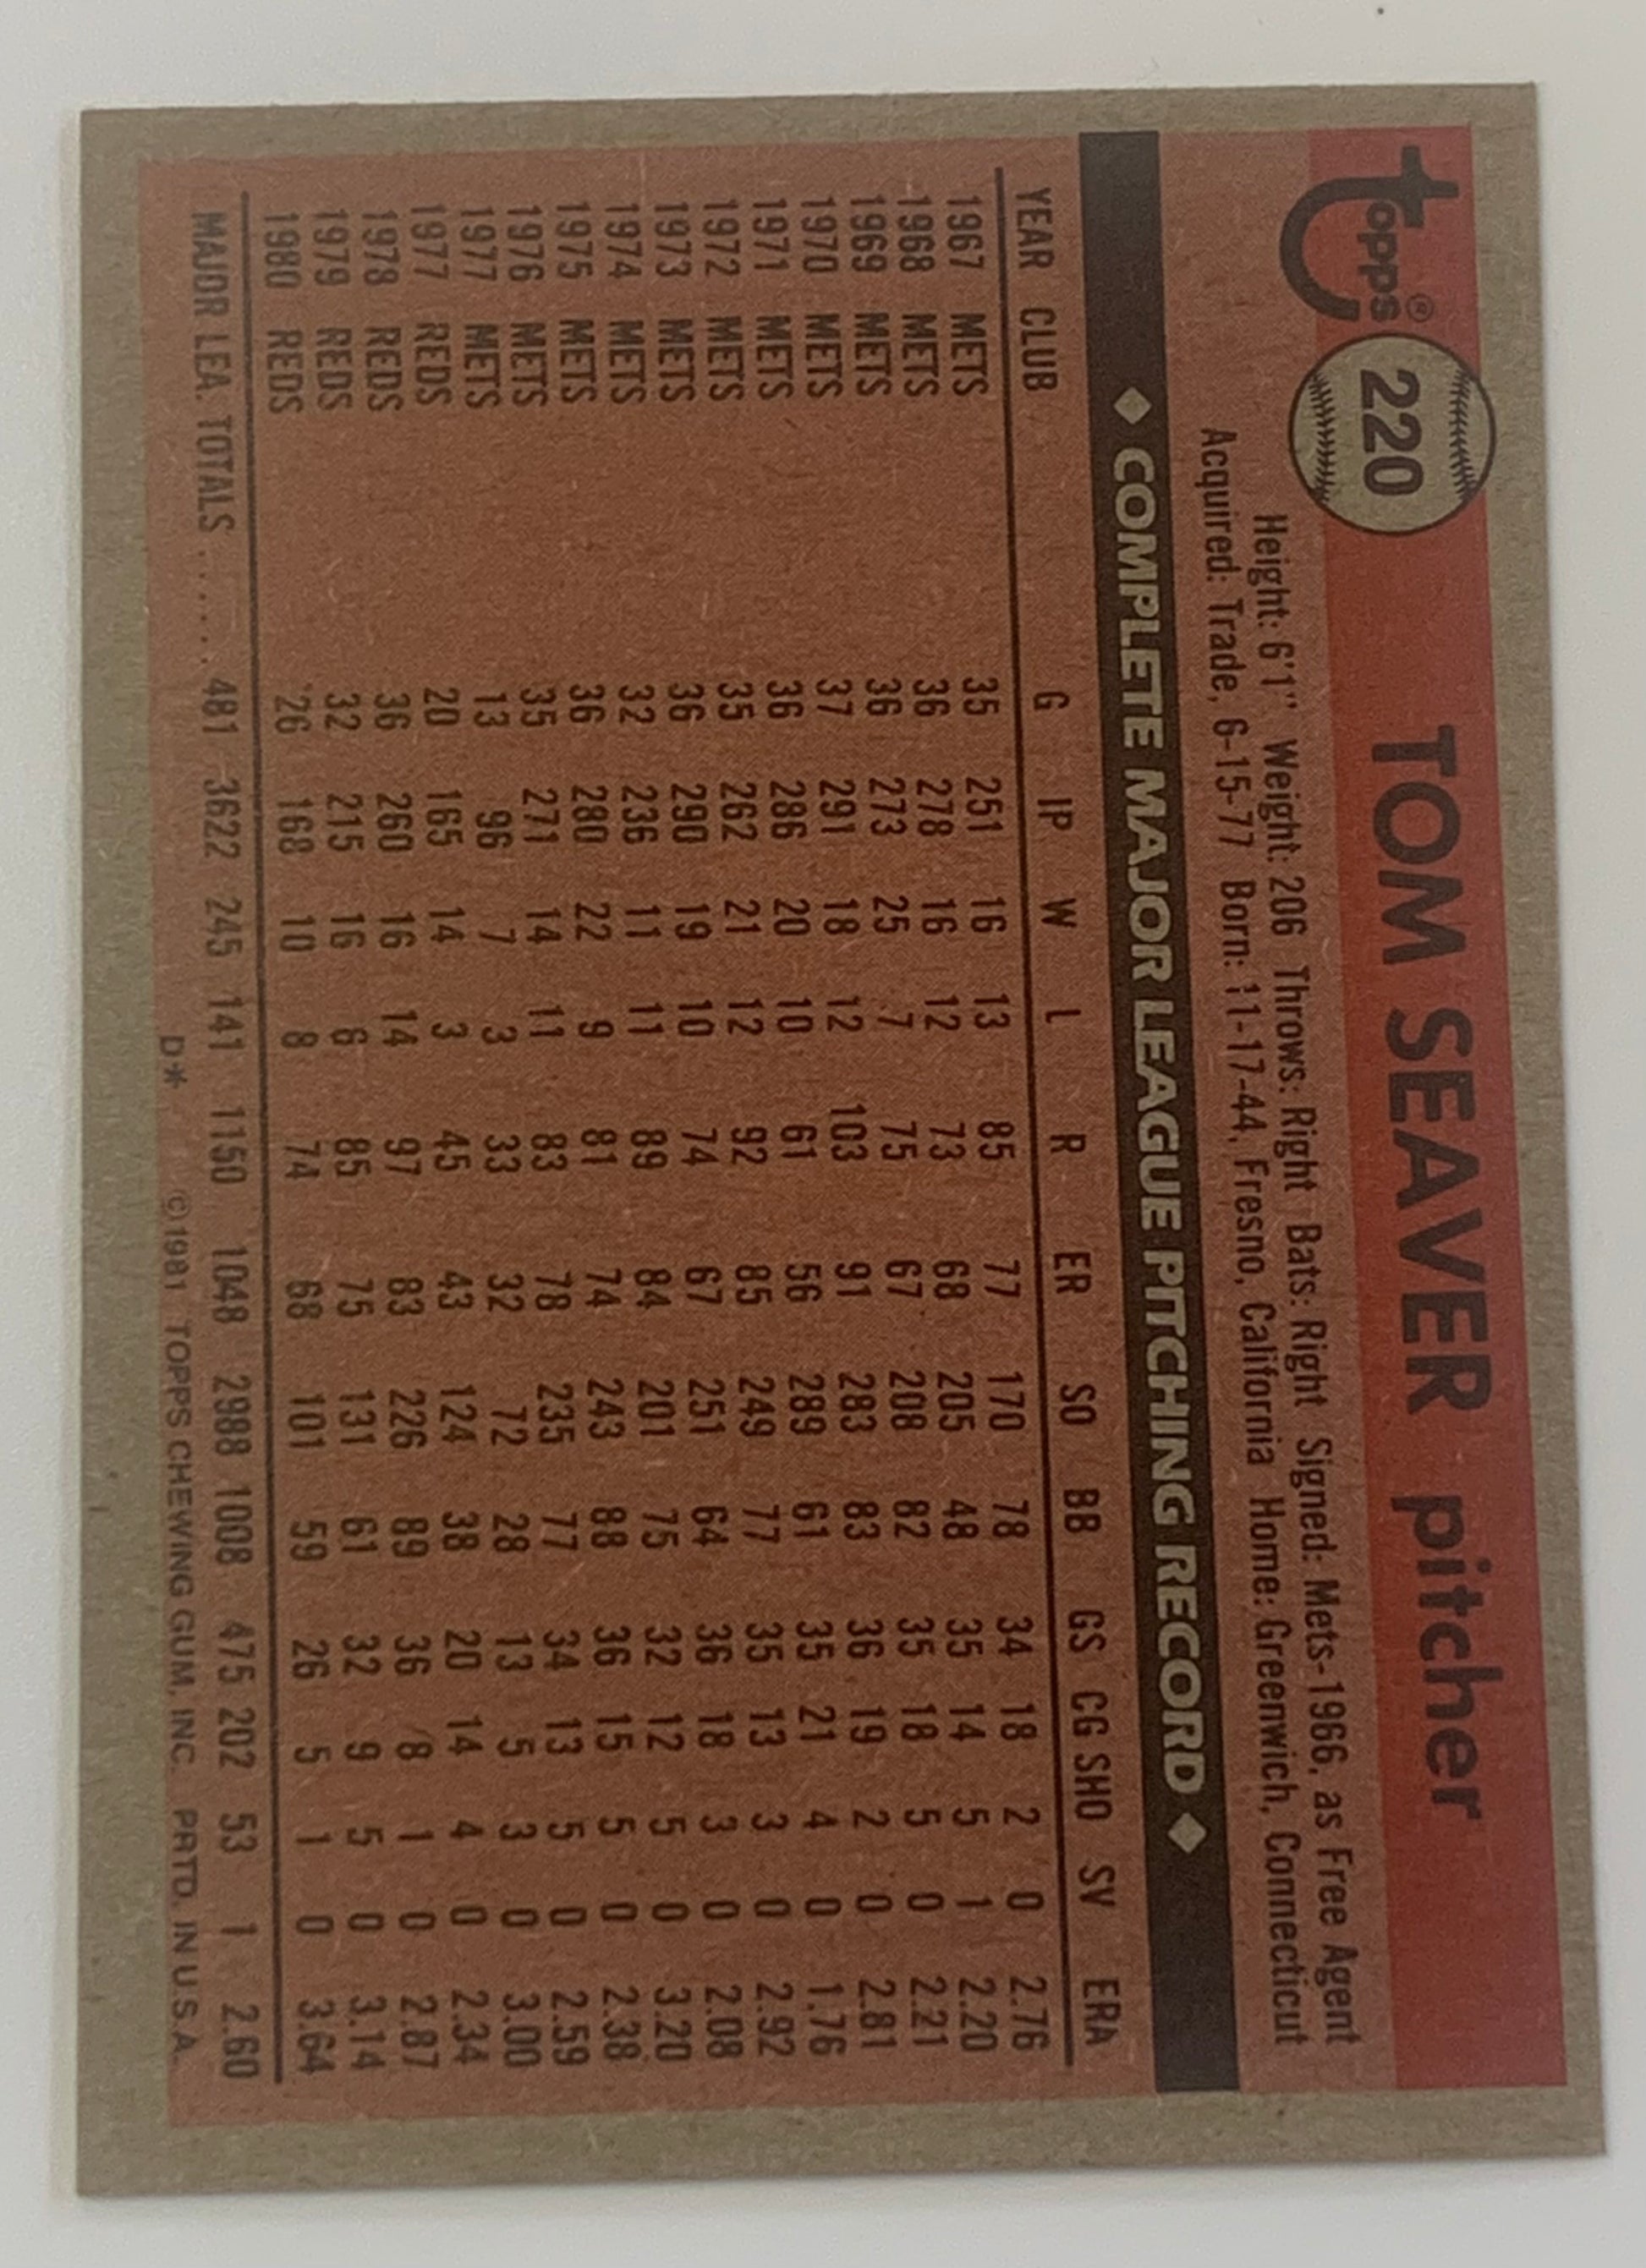 topps® 220 TOM SEAVER pitcher
Height: 6'1" Weight: 206 Throws: Right Bats: Right Signed: Mets-1966, as Free Agent
Acquired: Trade, 6-15-77 Born: 11-17-44, Fresno, California Home: Greenwich, Connecticut
◆ COMPLETE MAJOR LEAGUE PITCHING RECORD ◆
YEAR CLUB G IP W L R ER SO BB GS CG SHO SV ERA
1967 METS 35 251 16 13 85 77 170 78 34 18 2 0 2.76
1968 METS 36 278 16 12 73 68 205 48 35 14 5 1 2.20
1969 METS 36 273 25 7 75 67 208 82 35 18 5 0 2.21
1970 METS 37 291 18 12 103 91 283 83 36 19 2 0 2.81
1971 METS 36 286 20 10 61 56 289 61 35 21 4 0 1.76
1972 METS 35 262 21 12 92 85 249 77 35 13 3 0 2.92
1973 METS 36 290 19 10 74 67 251 64 36 18 3 0 2.08
1974 METS 32 236 11 11 89 84 201 75 32 12 5 0 3.20
1975 METS 36 280 22 9 81 74 243 88 36 15 5 0 2.38
1976 METS 35 271 14 11 83 78 235 77 34 13 5 0 2.59
1977 METS 13 96 7 3 33 32 72 28 13 5 3 0 3.00
1977 REDS 20 165 14 3 45 43 124 38 20 14 4 0 2.34
1978 REDS 36 260 16 14 97 83 226 89 36 8 1 0 2.87
1979 REDS 32 215 16 6 85 75 131 61 32 9 5 0 3.14
1980 REDS 26 168 10 8 74 68 101 59 26 5 1 0 3.64
MAJOR LEA. TOTALS ....... 481 3622 245 141 1150 1048 2988 1008 475 202 53 1 2.60
D* ©1981 TOPPS CHEWING GUM, INC. PRTD. IN U.S.A.